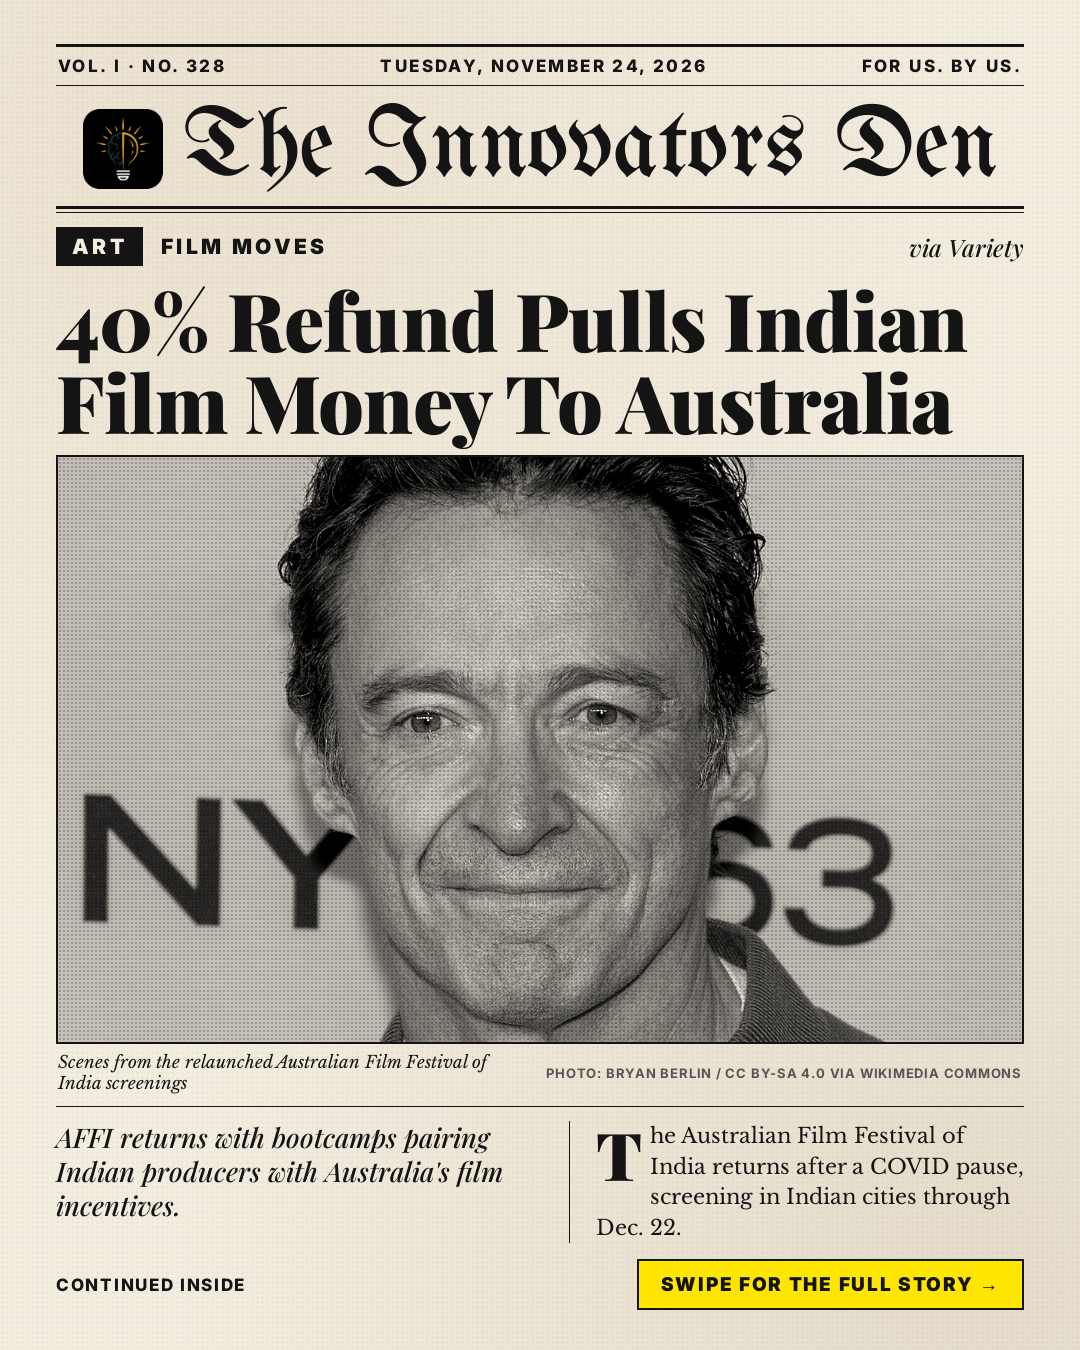 VOL. I · NO. 328
TUESDAY, NOVEMBER 24, 2026
FOR US. BY US.
The Innovators Den
ART
FILM MOVES
via Variety
40% Refund Pulls Indian
Film Money To Australia
NY
63
Scenes from the relaunched Australian Film Festival of
India screenings
PHOTO: BRYAN BERLIN / CC BY-SA 4.0 VIA WIKIMEDIA COMMONS
AFFI returns with bootcamps pairing
Indian producers with Australia's film
incentives.
The Australian Film Festival of
India returns after a COVID pause,
screening in Indian cities through
Dec. 22.
CONTINUED INSIDE
SWIPE FOR THE FULL STORY →